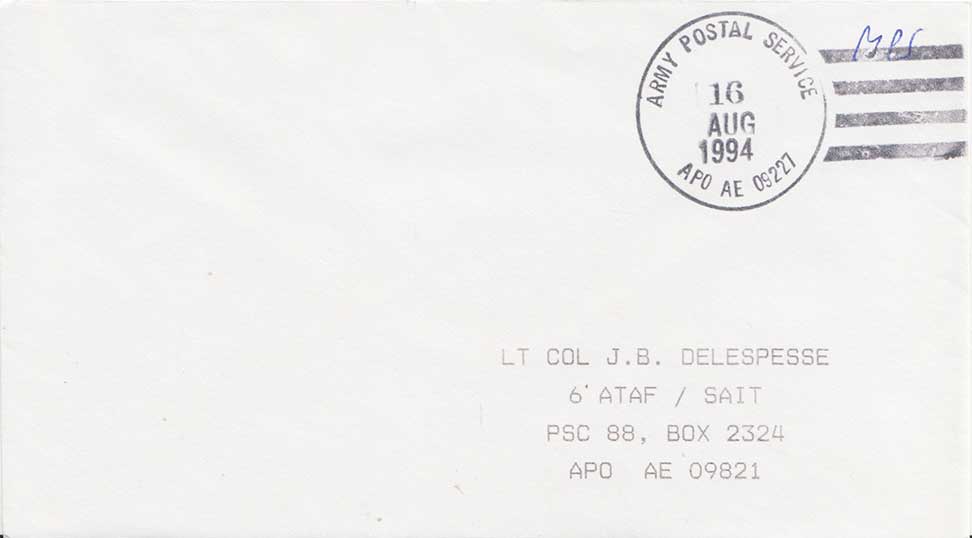 MPS
ARMY POSTAL SERVICE
16
AUG
1994
APO AE 09227
LT COL J.B. DELESPESSE
6'ATAF / SAIT
PSC 88, BOX 2324
APO AE 09821